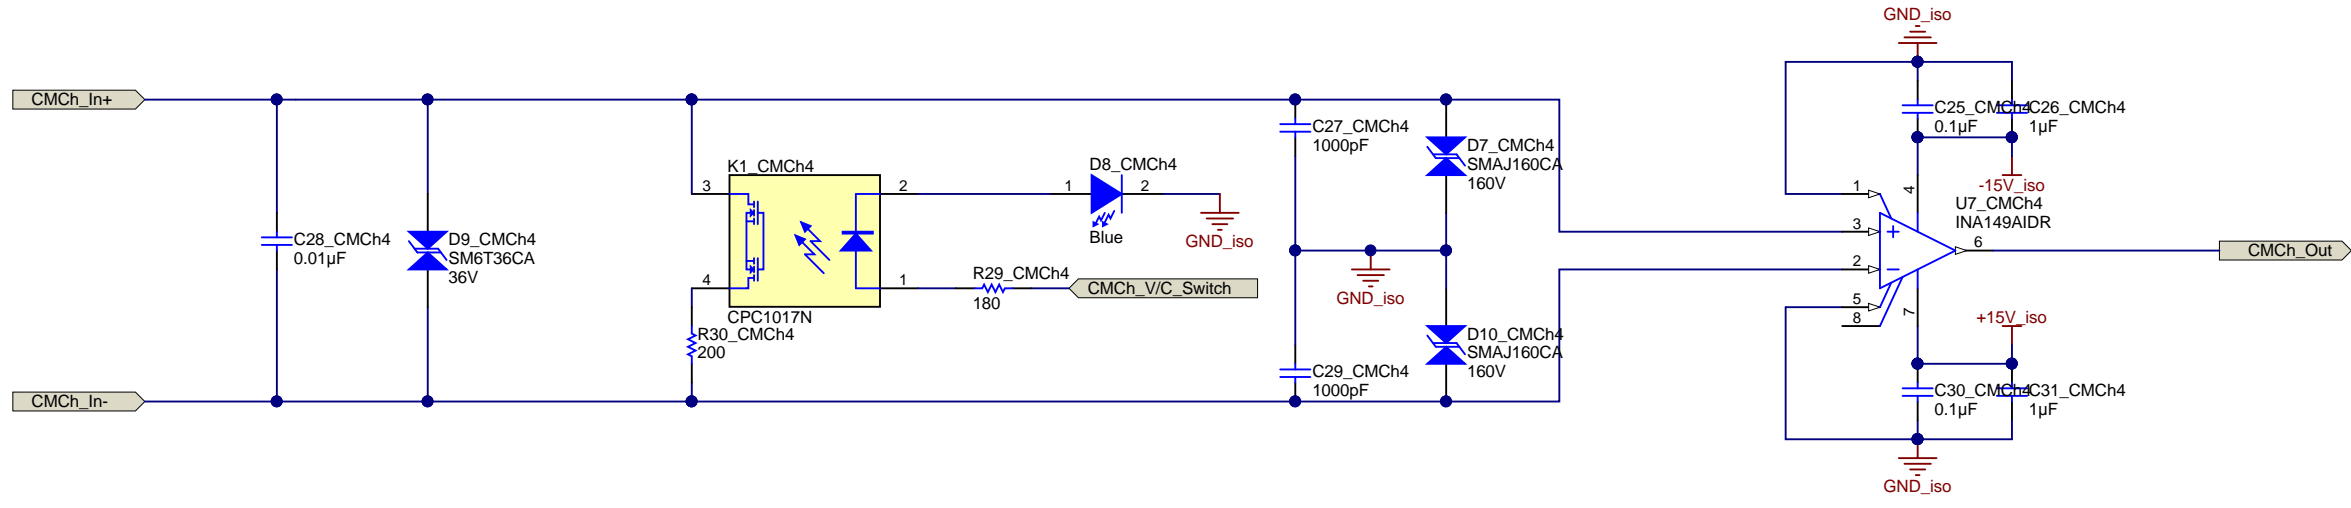 GND_iso
CMCh_In+
C25_CMCh4
0.1µF
C26_CMCh4
1µF
C27_CMCh4
1000pF
D7_CMCh4
SMAJ160CA
160V
K1_CMCh4
D8_CMCh4
3
2
1
2
Blue
GND_iso
1
4
-15V_iso
U7_CMCh4
INA149AIDR
3
+
6
CMCh_Out
2
−
C28_CMCh4
0.01µF
D9_CMCh4
SM6T36CA
36V
4
1
R29_CMCh4
180
CMCh_V/C_Switch
GND_iso
5
8
7
+15V_iso
CPC1017N
R30_CMCh4
200
D10_CMCh4
SMAJ160CA
160V
C29_CMCh4
1000pF
C30_CMCh4
0.1µF
C31_CMCh4
1µF
CMCh_In-
GND_iso